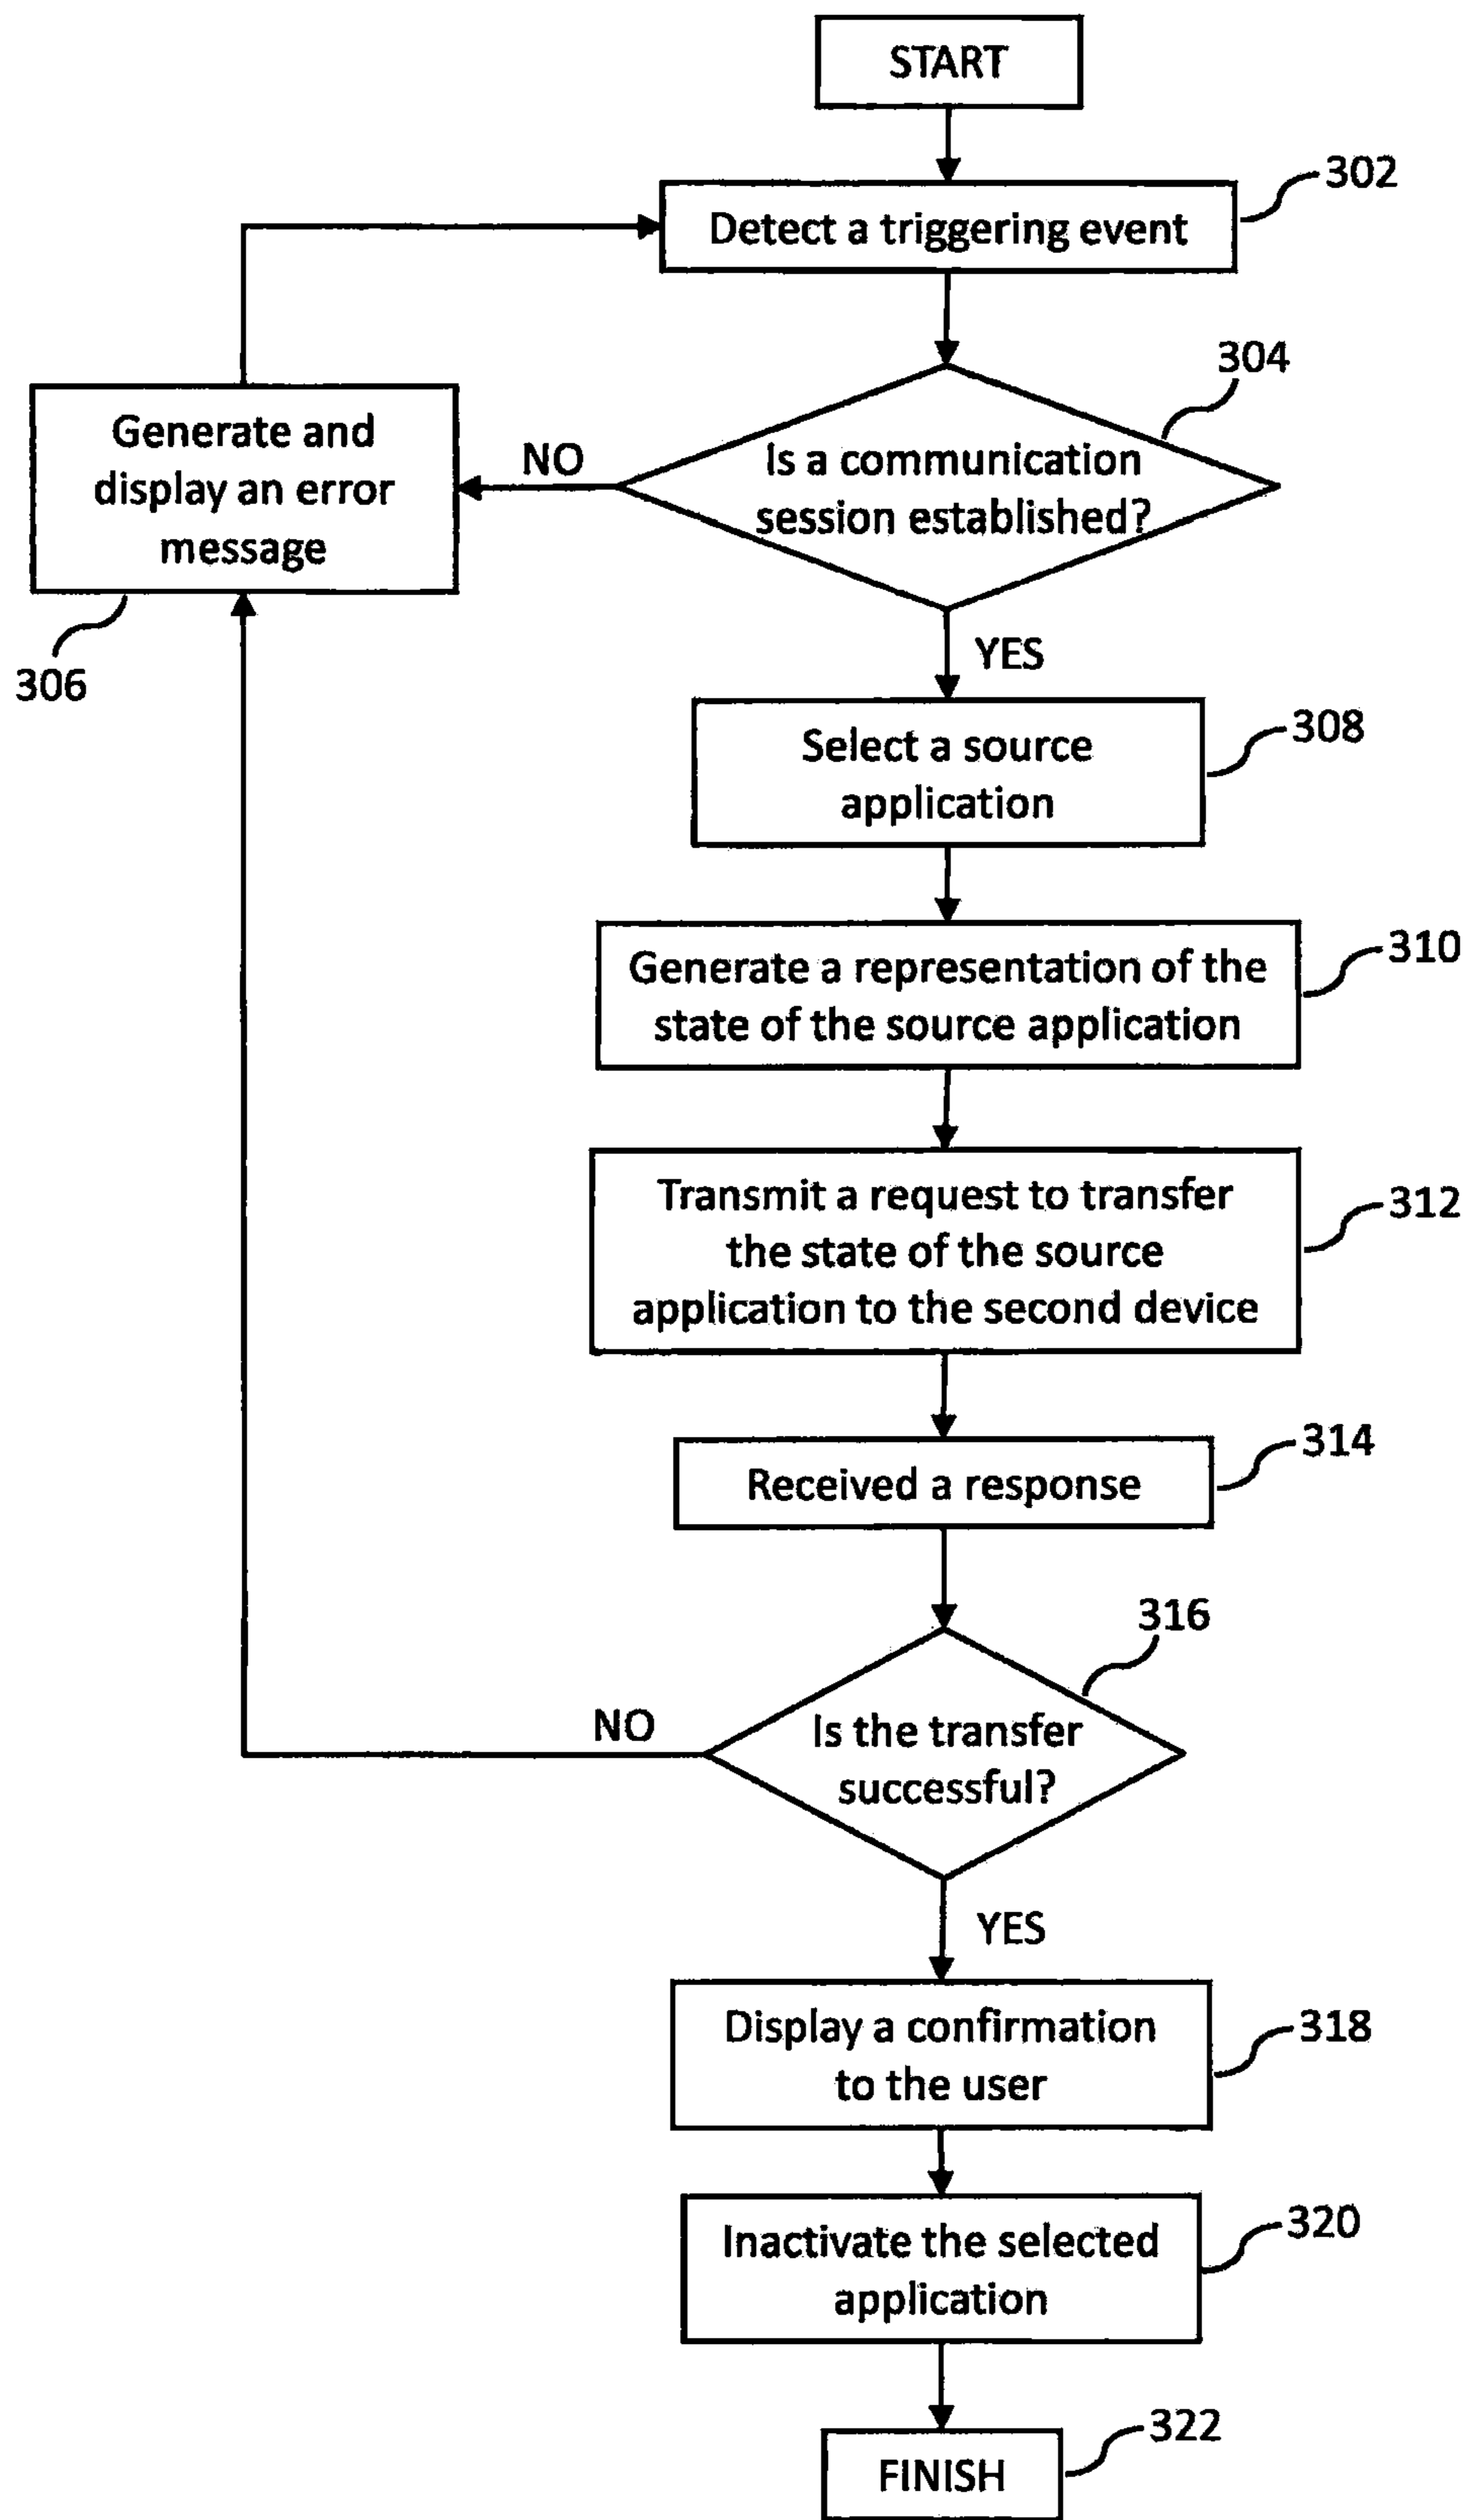 START
302
Detect a triggering event
304
Generate and
display an error
message
NO
Is a communication
session established?
YES
306
308
Select a source
application
310
Generate a representation of the
state of the source application
Transmit a request to transfer
the state of the source
application to the second device
312
314
Received a response
316
NO
Is the transfer
successful?
YES
Display a confirmation
to the user
318
Inactivate the selected
application
320
322
FINISH